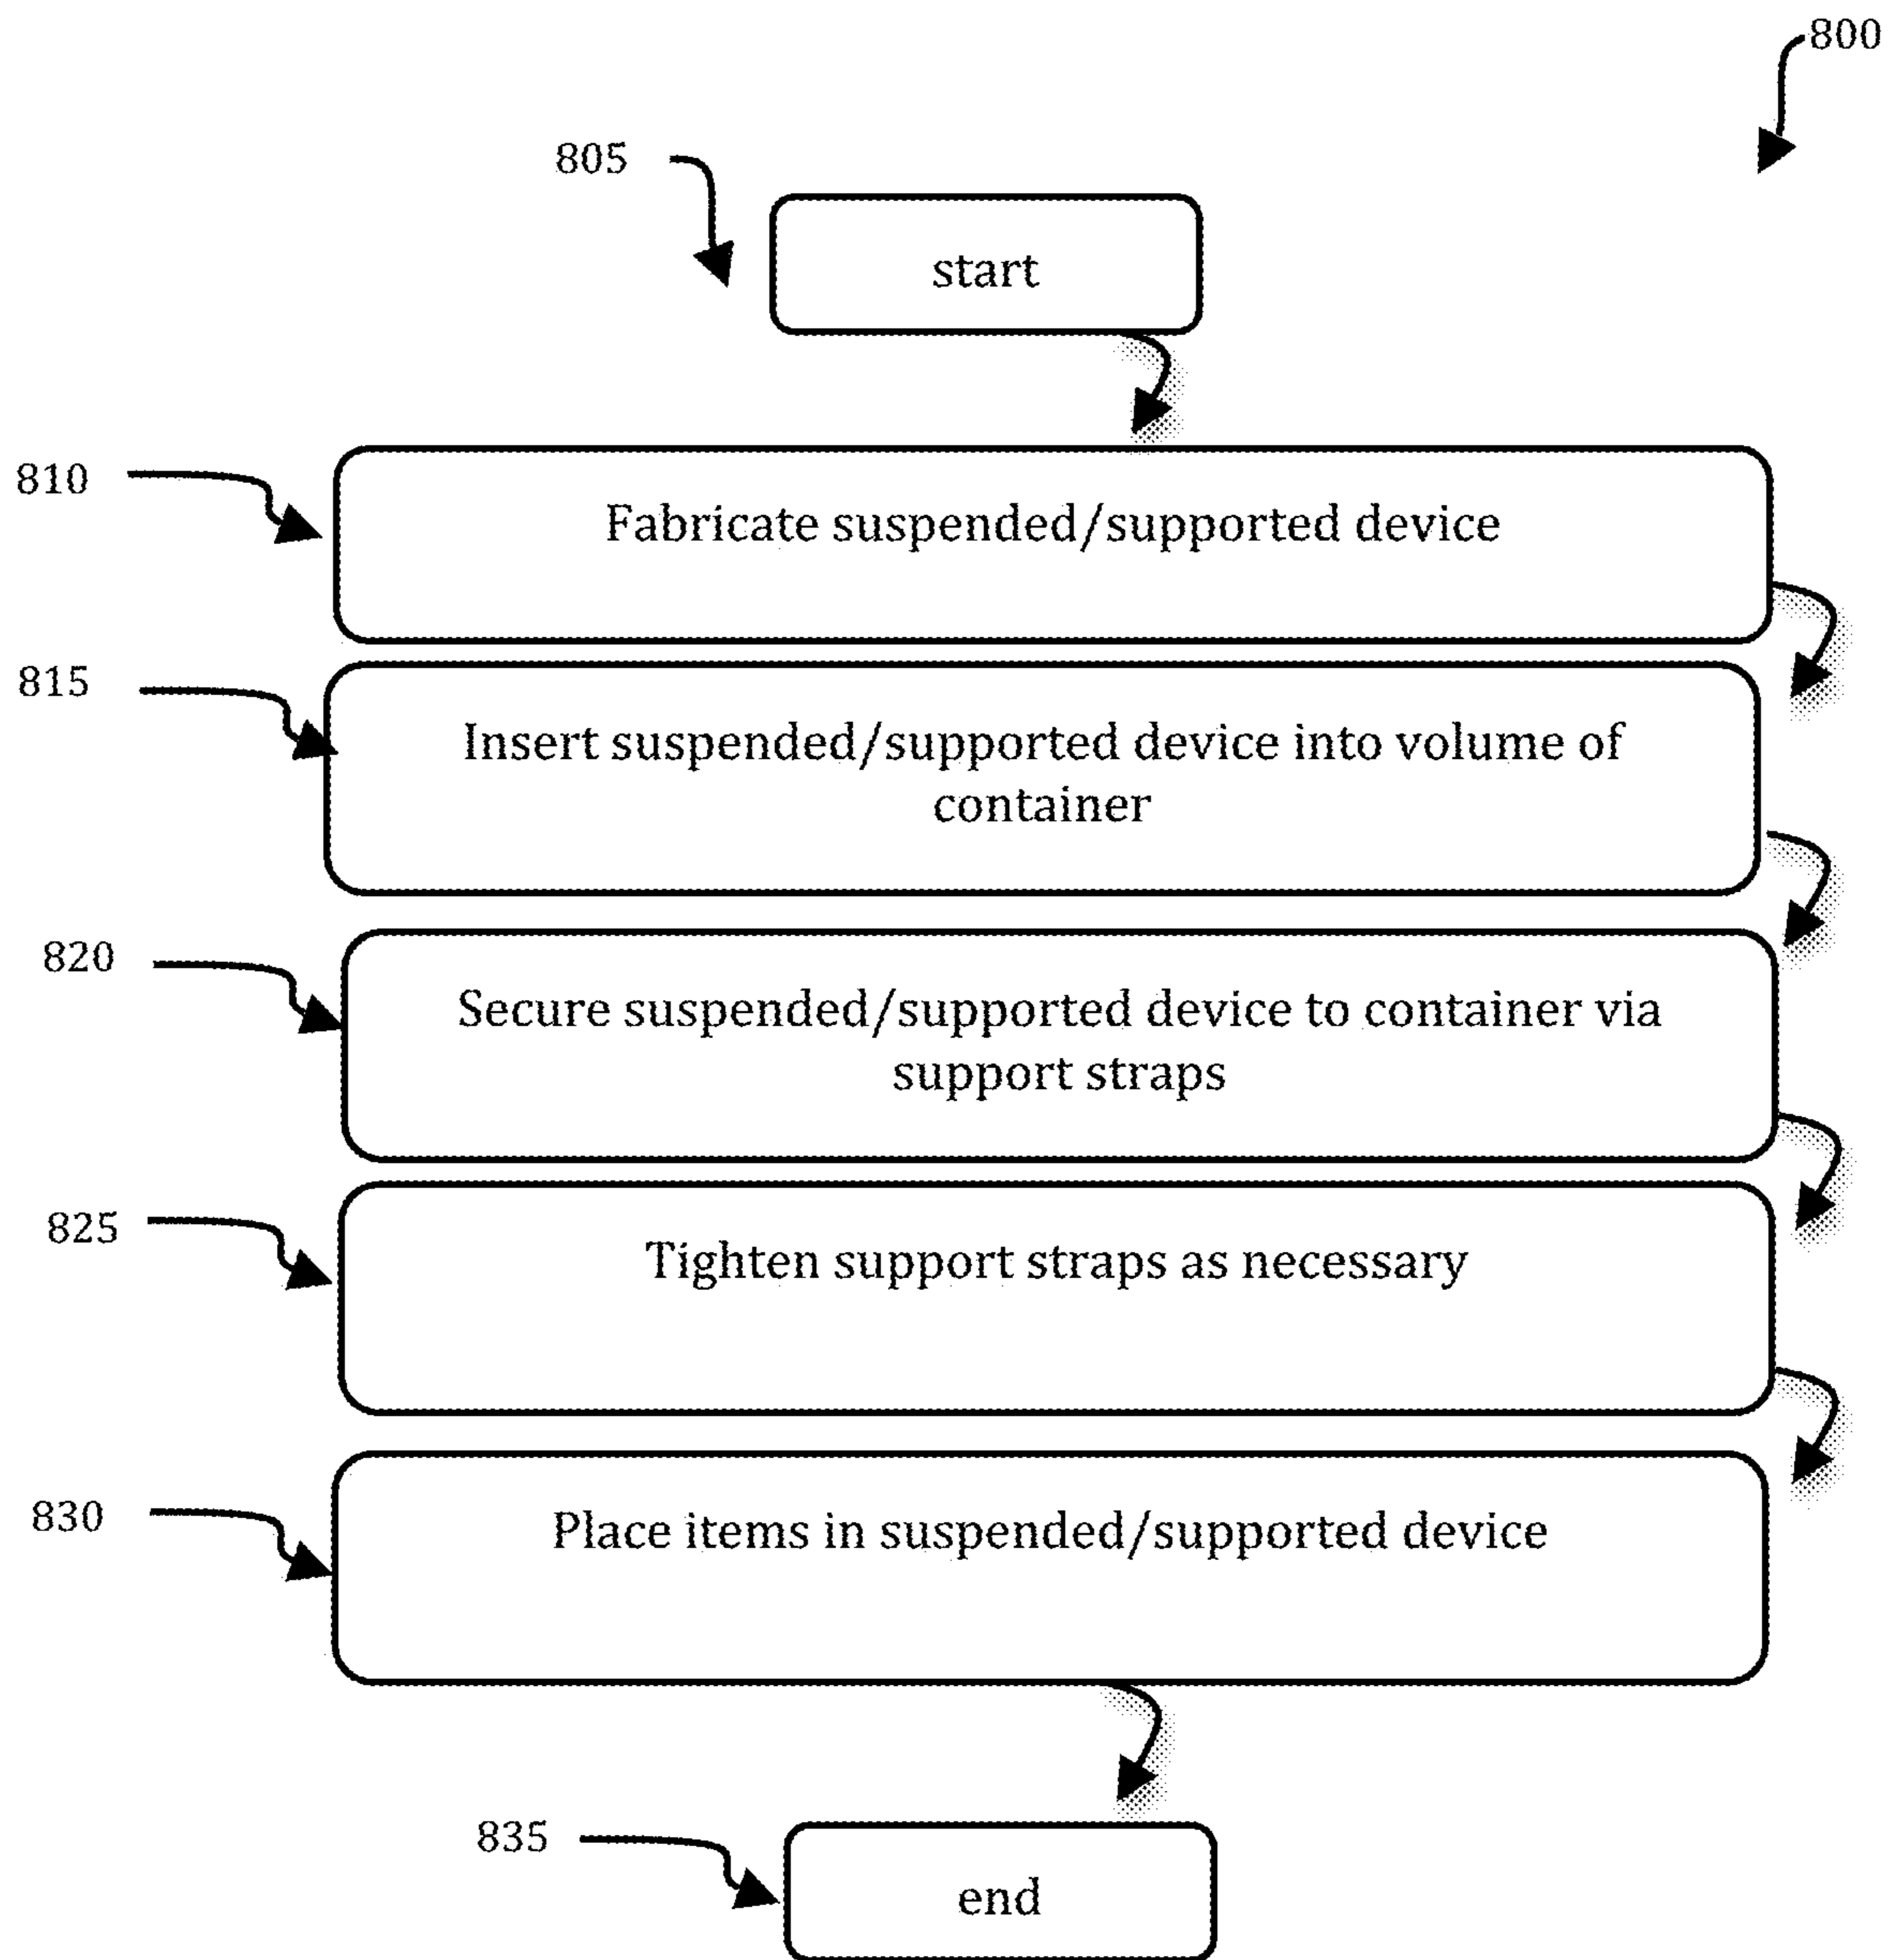 800
805
start
810
Fabricate suspended/supported device
815
Insert suspended/supported device into volume of
container
820
Secure suspended/supported device to container via
support straps
825
Tighten support straps as necessary
830
Place items in suspended/supported device
835
end